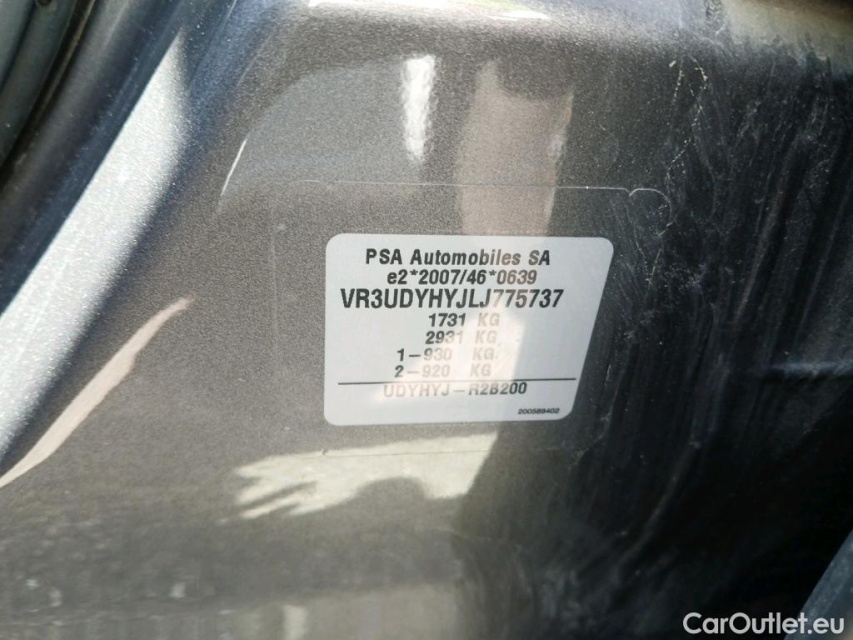 PSA Automobiles SA
e2*2007/46*0639
VR3UDYHYJLJ775737
1731 KG
2931 KG
1-930 KG
2-920 KG
UDYHYJ-R2B200
200589402
CarOutlet.eu